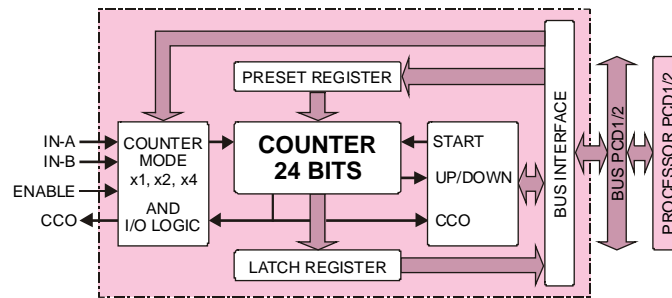 PRESET REGISTER
IN-A
IN-B
ENABLE
CCO
COUNTER
MODE
x1, x2, x4
AND
I/O LOGIC
COUNTER
24 BITS
START
UP/DOWN
CCO
LATCH REGISTER
BUS INTERFACE
BUS PCD1/2
PROCESSOR PCD1/2